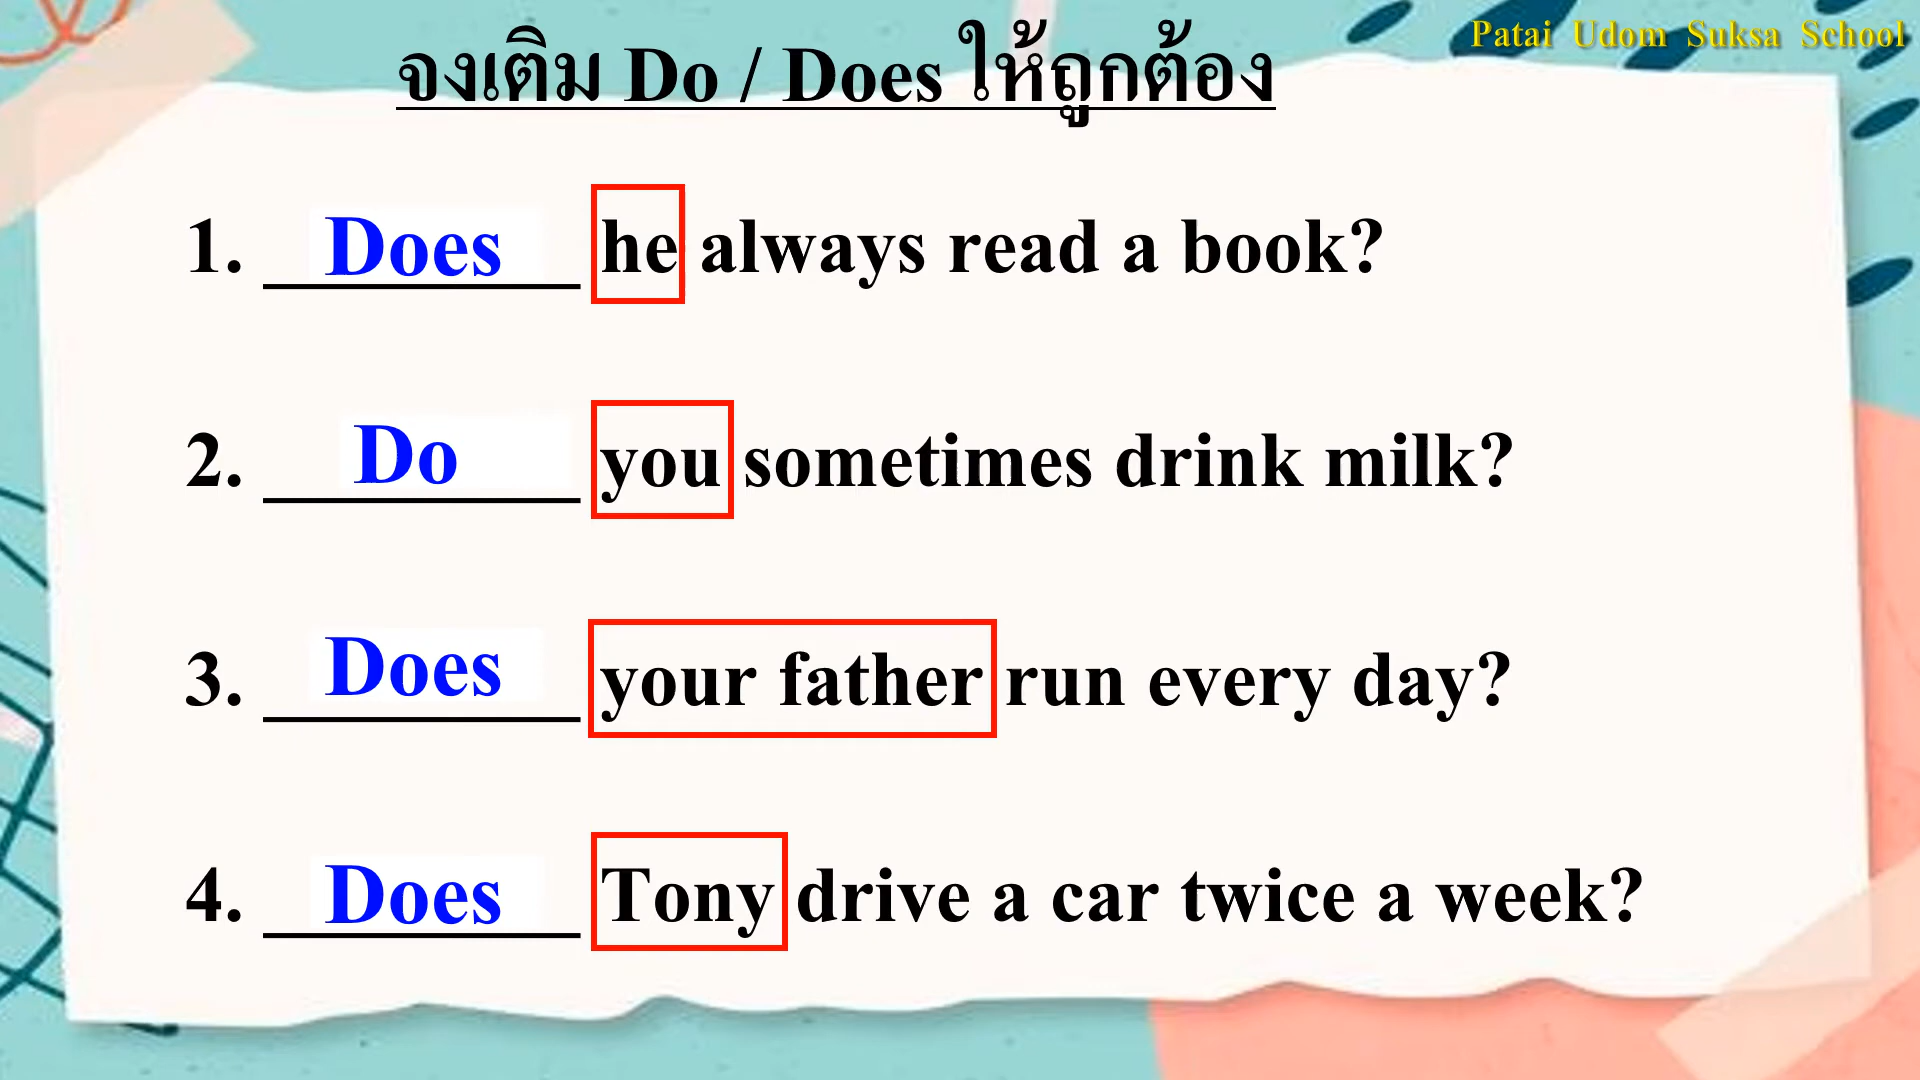 Patai Udom Suksa School
จงเติม Do / Does ให้ถูกต้อง
1. Does he always read a book?
2. Do you sometimes drink milk?
3. Does your father run every day?
4. Does Tony drive a car twice a week?